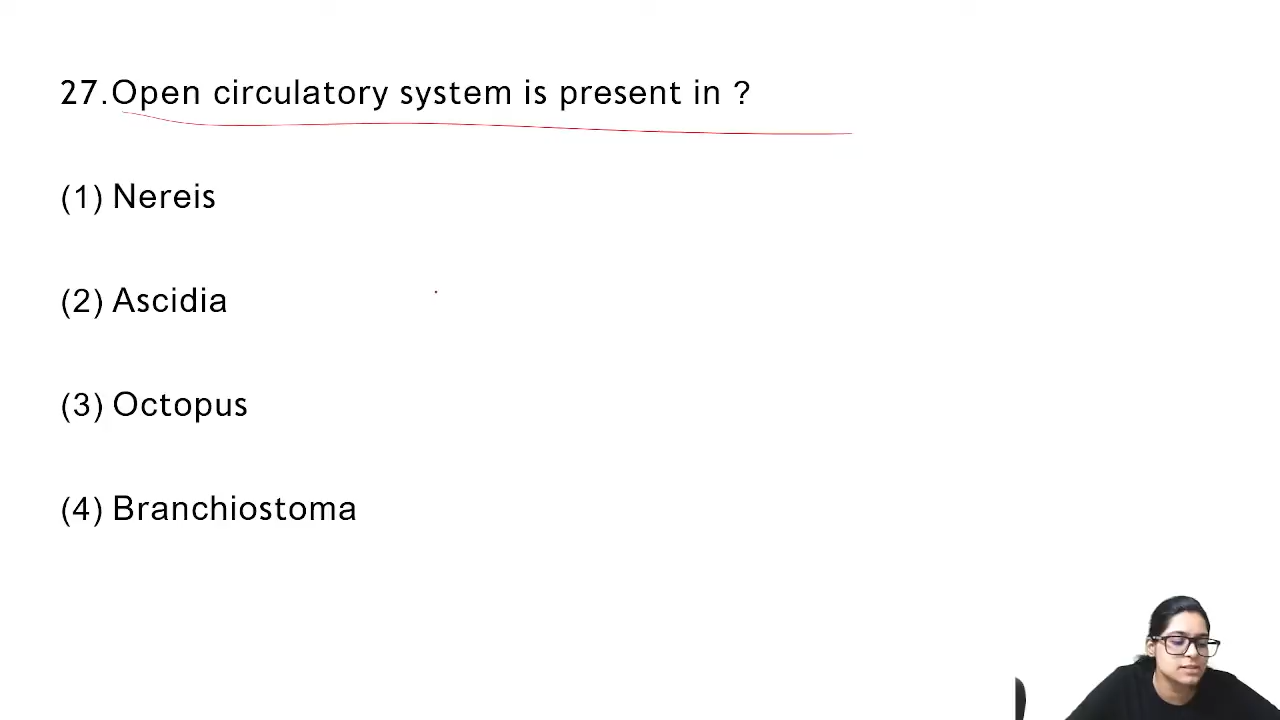 27.Open circulatory system is present in ?
(1) Nereis
(2) Ascidia
(3) Octopus
(4) Branchiostoma